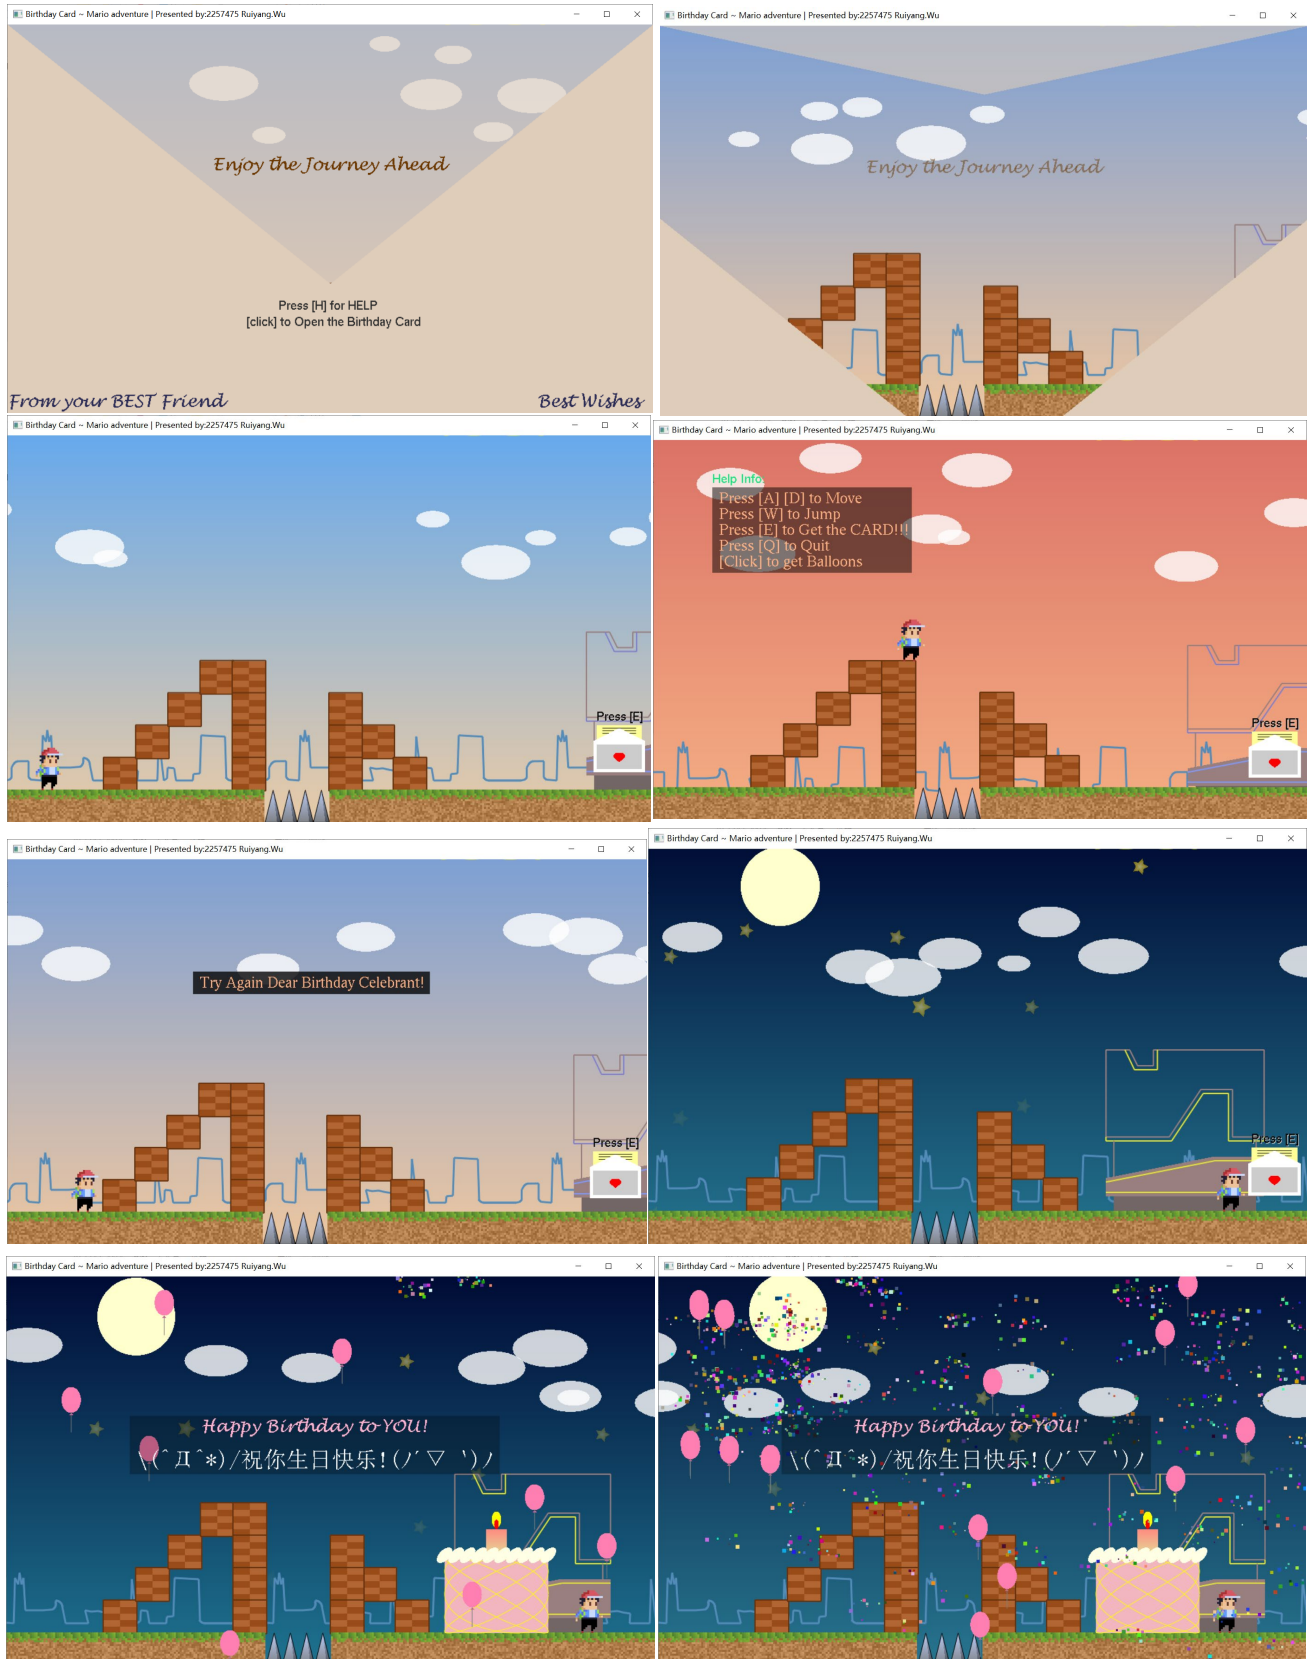 Birthday Card ~ Mario adventure | Presented by:2257475 Ruiyang.Wu
Enjoy the Journey Ahead
Press [H] for HELP
[click] to Open the Birthday Card
From your BEST Friend
Best Wishes
Birthday Card ~ Mario adventure | Presented by:2257475 Ruiyang.Wu
Enjoy the Journey Ahead
Birthday Card ~ Mario adventure | Presented by:2257475 Ruiyang.Wu
Press [E]
Birthday Card ~ Mario adventure | Presented by:2257475 Ruiyang.Wu
Help Info:
Press [A] [D] to Move
Press [W] to Jump
Press [E] to Get the CARD!!!
Press [Q] to Quit
[Click] to get Balloons
Press [E]
Birthday Card ~ Mario adventure | Presented by:2257475 Ruiyang.Wu
Try Again Dear Birthday Celebrant!
Press [E]
Birthday Card ~ Mario adventure | Presented by:2257475 Ruiyang.Wu
Press [E]
Birthday Card ~ Mario adventure | Presented by:2257475 Ruiyang.Wu
Happy Birthday to YOU!
\(ˆДˆ*)/祝你生日快乐!(ﾉ´▽‵)ﾉ
Birthday Card ~ Mario adventure | Presented by:2257475 Ruiyang.Wu
Happy Birthday to YOU!
\(ˆДˆ*)/祝你生日快乐!(ﾉ´▽‵)ﾉ